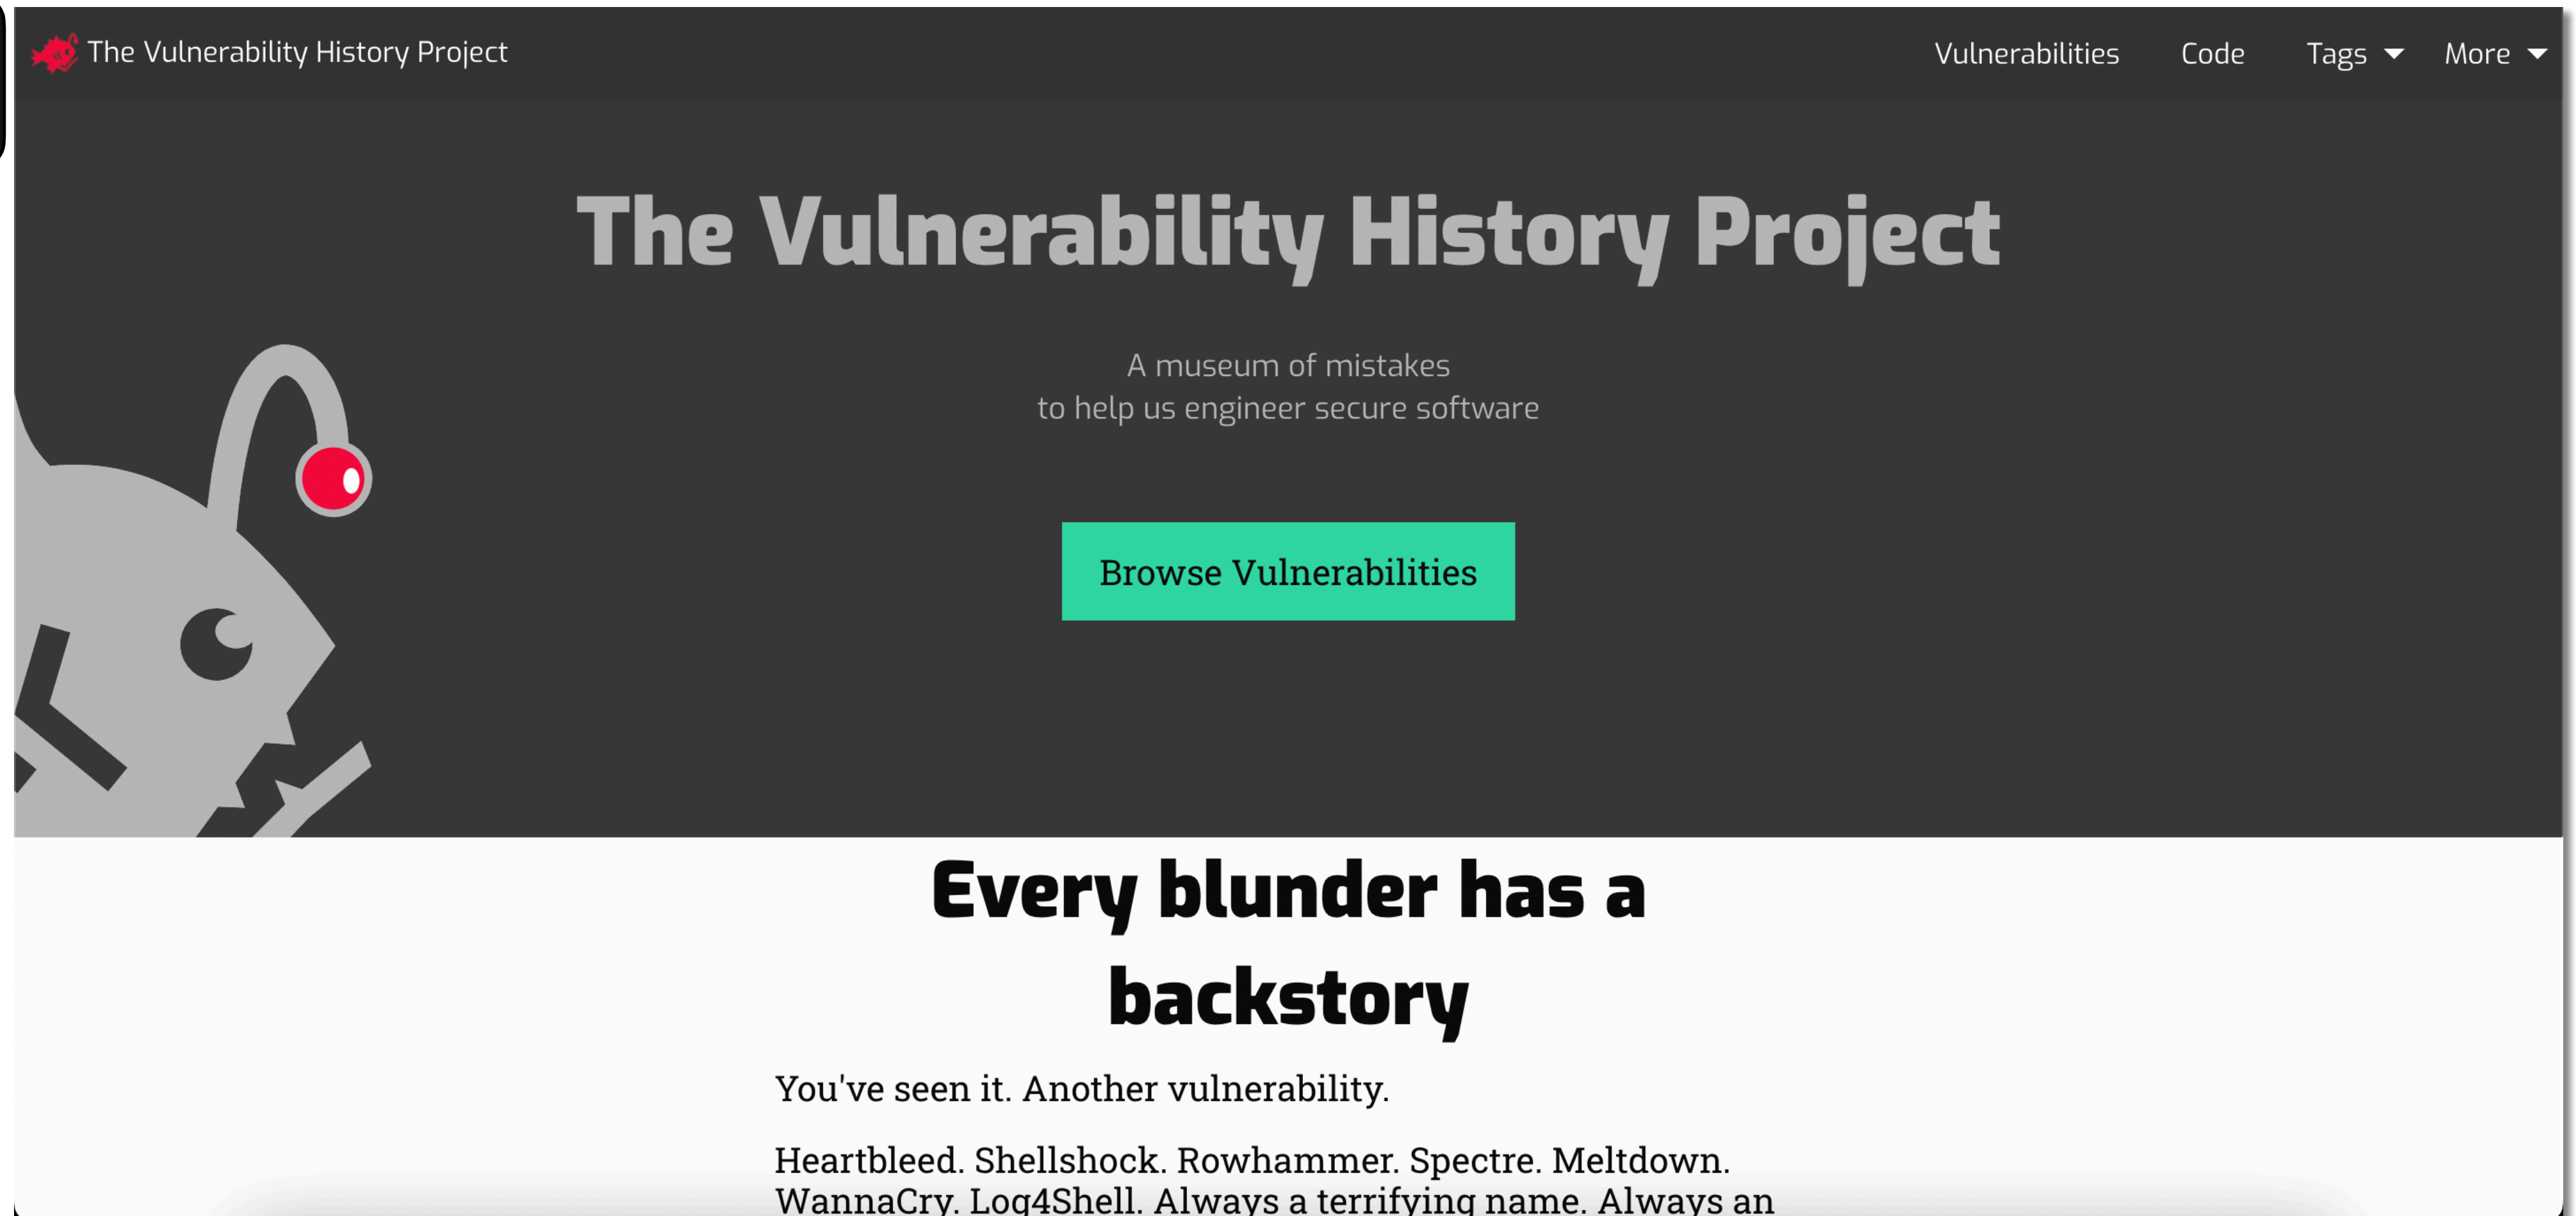 The Vulnerability History Project
Vulnerabilities
Code
Tags
More
The Vulnerability History Project
A museum of mistakes
to help us engineer secure software
Browse Vulnerabilities
Every blunder has a
backstory
You've seen it. Another vulnerability.
Heartbleed. Shellshock. Rowhammer. Spectre. Meltdown.
WannaCry. Log4Shell. Always a terrifying name. Always an